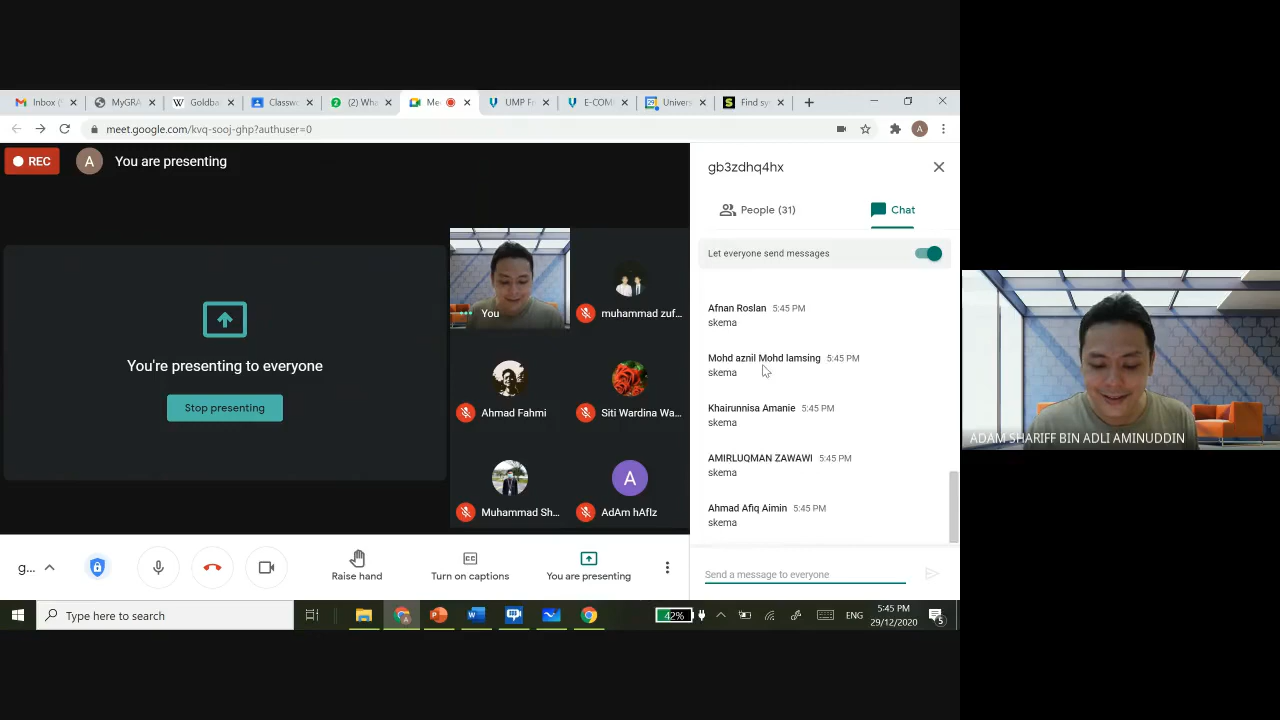 Inbox (
MyGRA
Goldba
Classwo
(2) Wha
Me
UMP Fo
E-COM
Univers
Find sy
meet.google.com/kvq-sooj-ghp?authuser=0
A
REC
A
You are presenting
gb3zdhq4hx
People (31)
Chat
Let everyone send messages
You're presenting to everyone
Stop presenting
You
muhammad zuf...
Ahmad Fahmi
Siti Wardina Wa...
Muhammad Sh...
A
AdAm hAfIz
Afnan Roslan 5:45 PM
skema
Mohd aznil Mohd lamsing 5:45 PM
skema
Khairunnisa Amanie 5:45 PM
skema
AMIRLUQMAN ZAWAWI 5:45 PM
skema
Ahmad Afiq Aimin 5:45 PM
skema
Send a message to everyone
g...
Raise hand
Turn on captions
You are presenting
ADAM SHARIFF BIN ADLI AMINUDDIN
Type here to search
42%
ENG
5:45 PM
29/12/2020
5